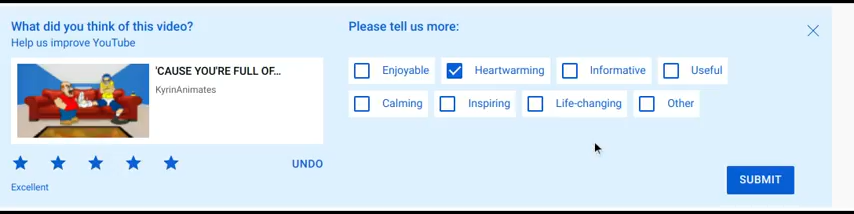 What did you think of this video?
Help us improve YouTube
'CAUSE YOU'RE FULL OF...
KyrinAnimates
UNDO
Excellent
Please tell us more:
Enjoyable Heartwarming Informative Useful
Calming Inspiring Life-changing Other
SUBMIT